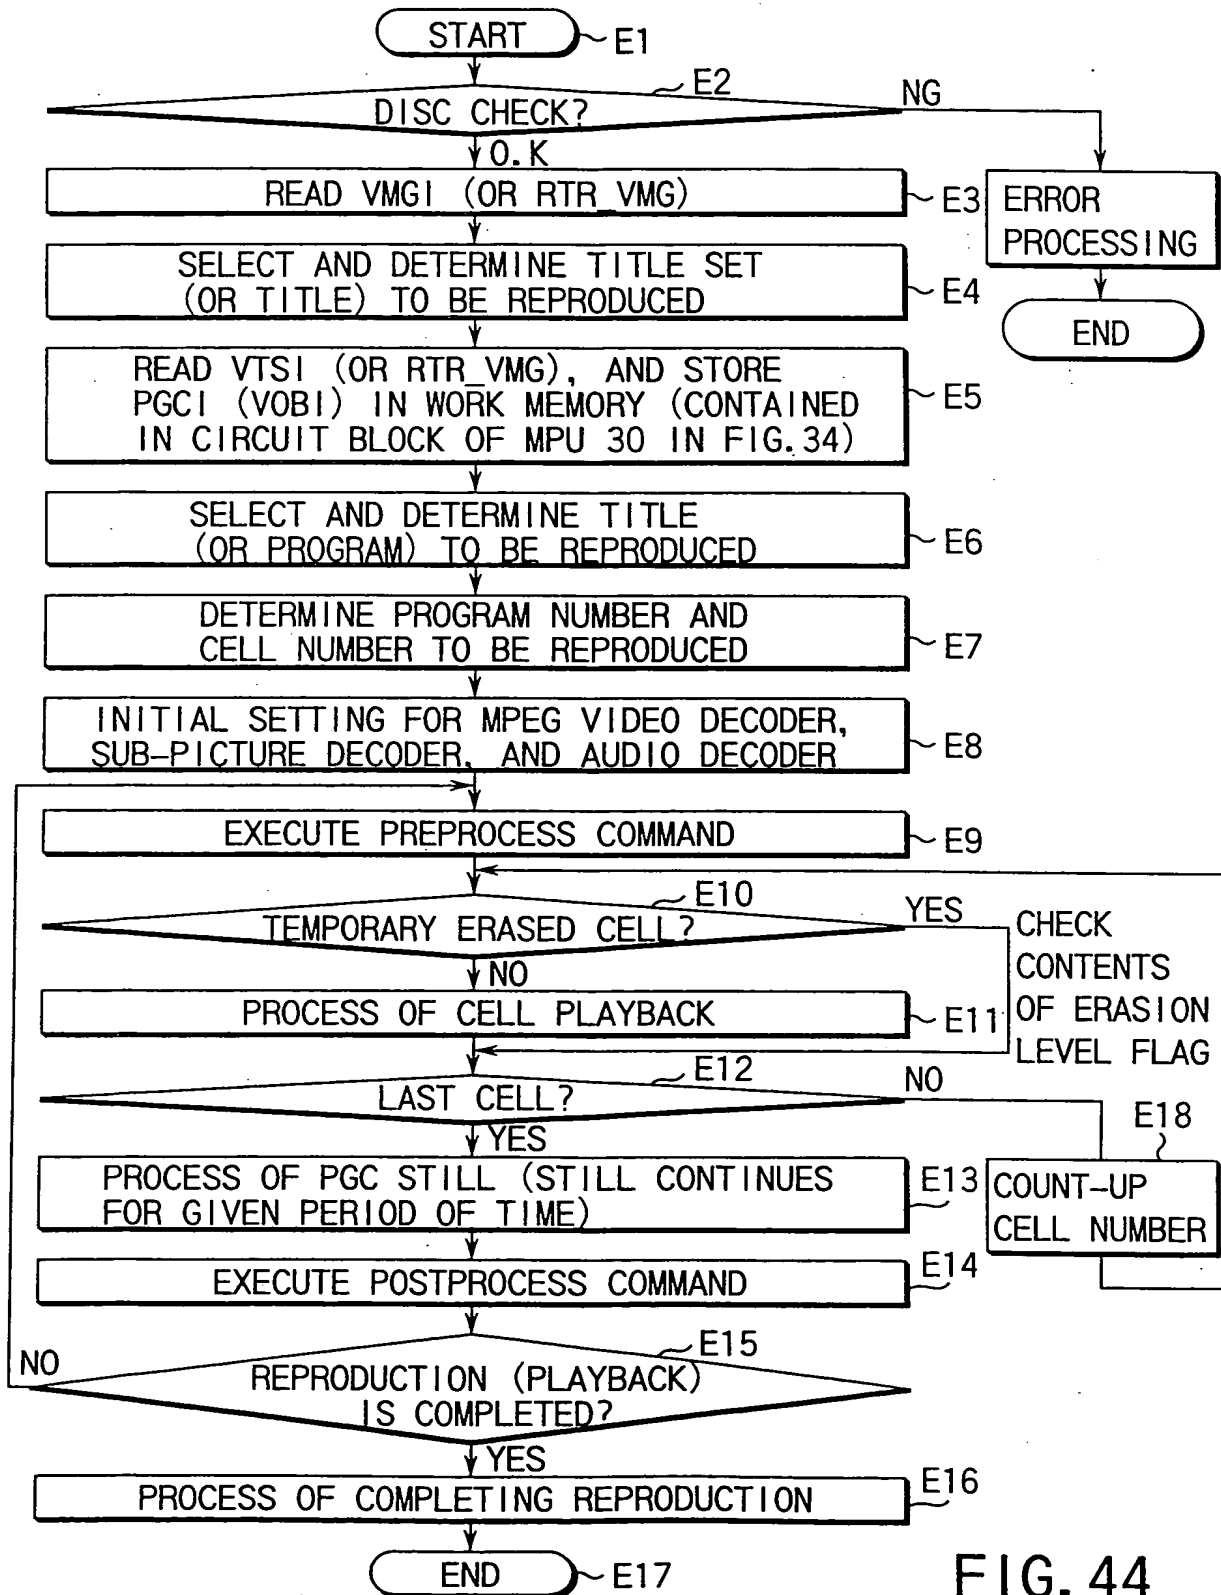 START
E1
E2
DISC CHECK?
NG
O.K
READ VMGI (OR RTR_VMG)
E3
ERROR
PROCESSING
END
SELECT AND DETERMINE TITLE SET
(OR TITLE) TO BE REPRODUCED
E4
READ VTSI (OR RTR_VMG), AND STORE
PGCI (VOBI) IN WORK MEMORY (CONTAINED
IN CIRCUIT BLOCK OF MPU 30 IN FIG.34)
E5
SELECT AND DETERMINE TITLE
(OR PROGRAM) TO BE REPRODUCED
E6
DETERMINE PROGRAM NUMBER AND
CELL NUMBER TO BE REPRODUCED
E7
INITIAL SETTING FOR MPEG VIDEO DECODER,
SUB-PICTURE DECODER, AND AUDIO DECODER
E8
EXECUTE PREPROCESS COMMAND
E9
E10
TEMPORARY ERASED CELL?
YES
CHECK
CONTENTS
OF ERASION
LEVEL FLAG
NO
PROCESS OF CELL PLAYBACK
E11
E12
LAST CELL?
NO
YES
E18
COUNT-UP
CELL NUMBER
PROCESS OF PGC STILL (STILL CONTINUES
FOR GIVEN PERIOD OF TIME)
E13
EXECUTE POSTPROCESS COMMAND
E14
E15
NO
REPRODUCTION (PLAYBACK)
IS COMPLETED?
YES
PROCESS OF COMPLETING REPRODUCTION
E16
END
E17
FIG. 44